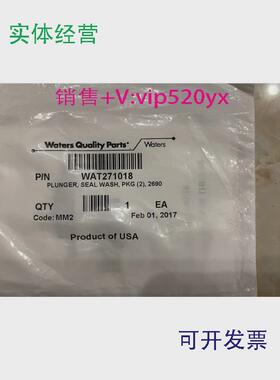 实体经营
销售+V:vip520yx
Waters Quality Parts™ Waters
P/N WAT271018
PLUNGER, SEAL WASH, PKG (2), 2690
QTY 1 EA
Code: MM2 Feb 01, 2017
Product of USA
可开发票